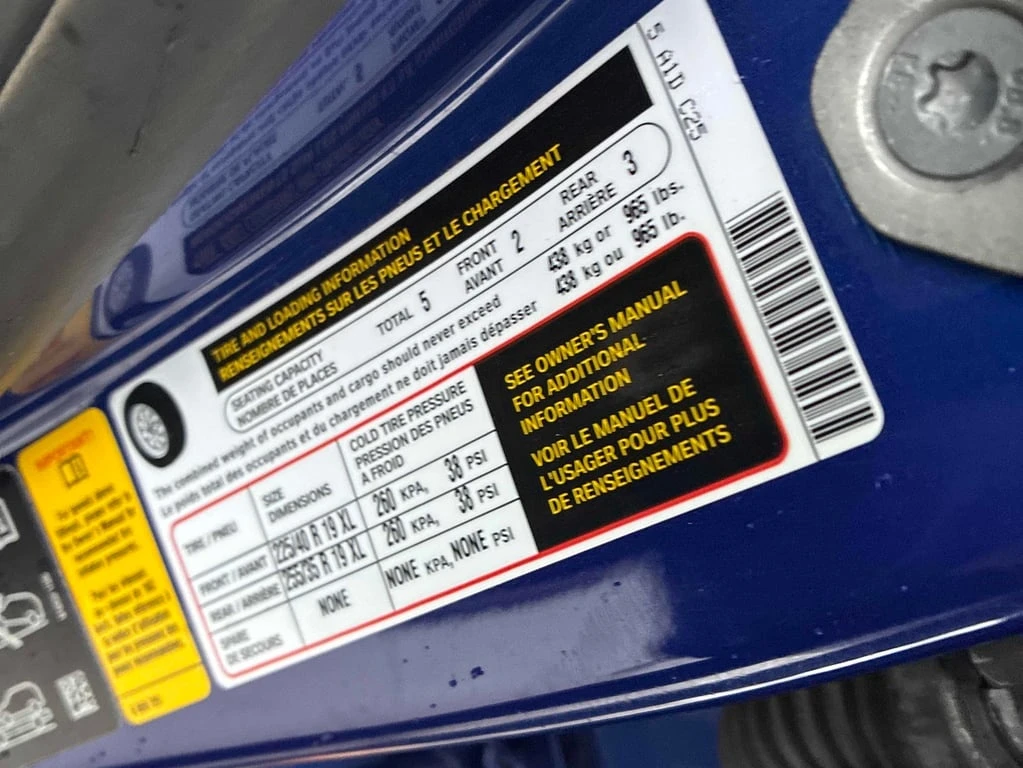 5 A1D C25
TIRE AND LOADING INFORMATION
RENSEIGNEMENTS SUR LES PNEUS ET LE CHARGEMENT
SEATING CAPACITY
NOMBRE DE PLACES
TOTAL 5
FRONT
AVANT 2
REAR
ARRIÈRE 3
The combined weight of occupants and cargo should never exceed 438 kg or 965 lbs.
Le poids total des occupants et du chargement ne doit jamais dépasser 438 kg ou 965 lb.
TIRE / PNEU
SIZE
DIMENSIONS
COLD TIRE PRESSURE
PRESSION DES PNEUS
A FROID
FRONT / AVANT 225/40 R 19 XL 260 KPA, 38 PSI
REAR / ARRIÈRE 255/35 R 19 XL 260 KPA, 38 PSI
SPARE
DE SECOURS NONE NONE KPA, NONE PSI
SEE OWNER'S MANUAL
FOR ADDITIONAL
INFORMATION
VOIR LE MANUEL DE
L'USAGER POUR PLUS
DE RENSEIGNEMENTS